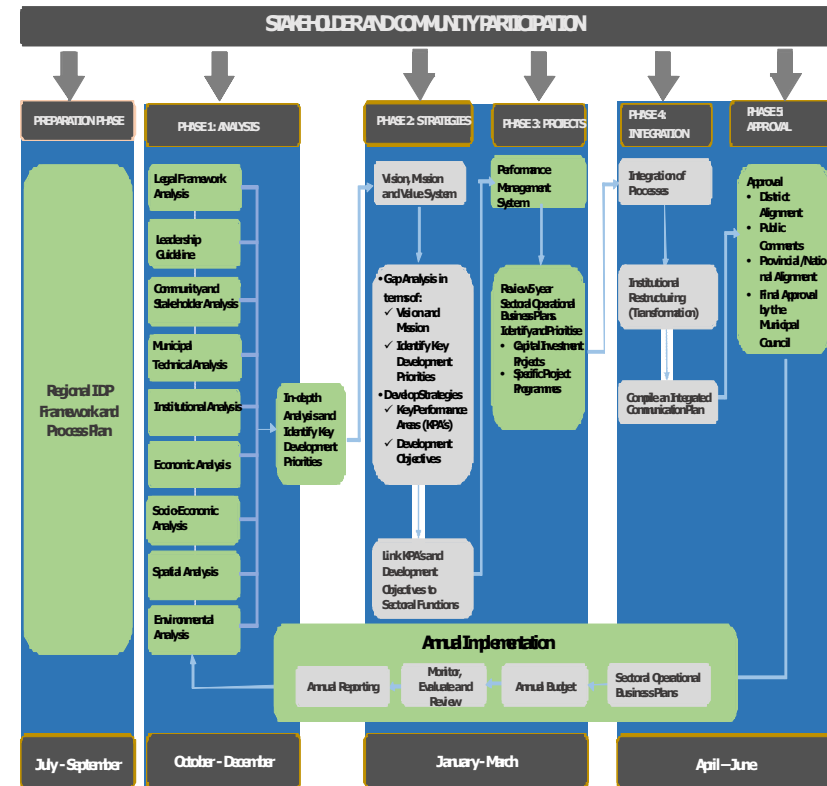 STAKEHOLDER AND COMMUNITY PARTICIPATION
PREPARATION PHASE
PHASE 1: ANALYSIS
PHASE 2: STRATEGIES
PHASE 3: PROJECTS
PHASE 4:
INTEGRATION
PHASE 5:
APPROVAL
Regional IDP
Framework and
Process Plan
Legal Framework
Analysis
Leadership
Guideline
Community and
Stakeholder Analysis
Municipal
Technical Analysis
Institutional Analysis
Economic Analysis
Socio-Economic
Analysis
Spatial Analysis
Environmental
Analysis
In-depth
Analysis and
Identify Key
Development
Priorities
Vision, Mission
and Value System
• Gap Analysis in
terms of:
✓ Vision and
Mission
✓ Identify Key
Development
Priorities
• Develop Strategies
✓ Key Performance
Areas (KPA's)
✓ Development
Objectives
Link KPA's and
Development
Objectives to
Sectoral Functions
Performance
Management
System
Review 5 year
Sectoral Operational
Business Plans.
Identify and Prioritise
• Capital Investment
Projects
• Specific Project
Programmes
Integration of
Processes
Institutional
Restructuring
(Transformation)
Compile an Integrated
Communication Plan
Approval
• District
Alignment
• Public
Comments
• Provincial /Natio
nal Alignment
• Final Approval
by the
Municipal
Council
Annual Implementation
Annual Reporting
Monitor,
Evaluate and
Review
Annual Budget
Sectoral Operational
Business Plans
July - September
October - December
January - March
April – June